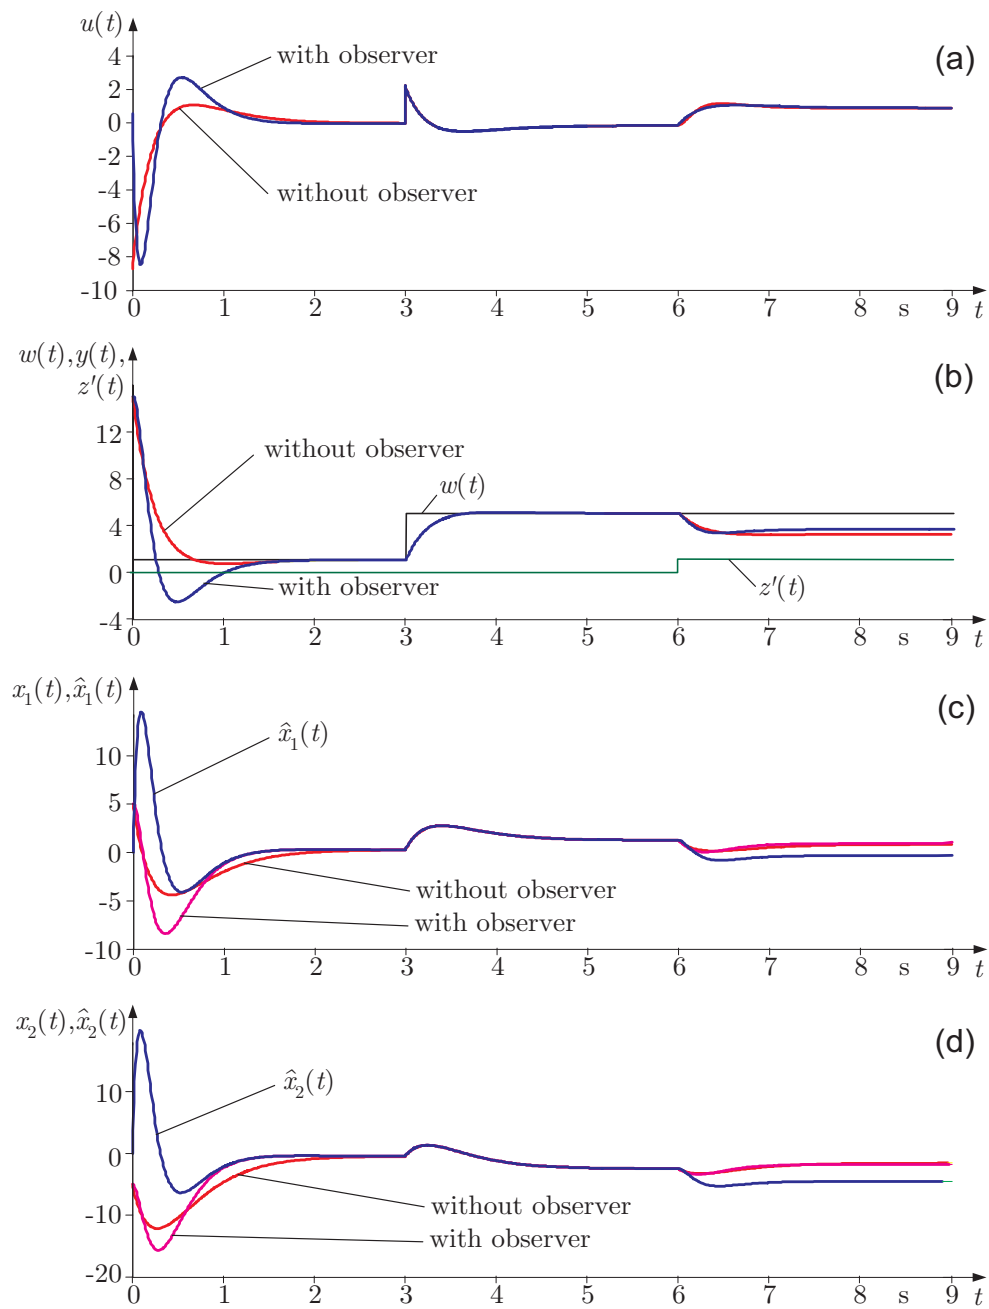 u(t)
(a)
4
with observer
2
0
-2
-4
without observer
-6
-8
-10
0 1 2 3 4 5 6 7 8 s 9 t
w(t), y(t),
z'(t)
(b)
12
without observer
8
w(t)
4
0
with observer
z'(t)
-4
0 1 2 3 4 5 6 7 8 s 9 t
x₁(t), x̂₁(t)
(c)
x̂₁(t)
10
5
0
without observer
-5
with observer
-10
0 1 2 3 4 5 6 7 8 s 9 t
x₂(t), x̂₂(t)
(d)
x̂₂(t)
10
0
without observer
-10
with observer
-20
0 1 2 3 4 5 6 7 8 s 9 t